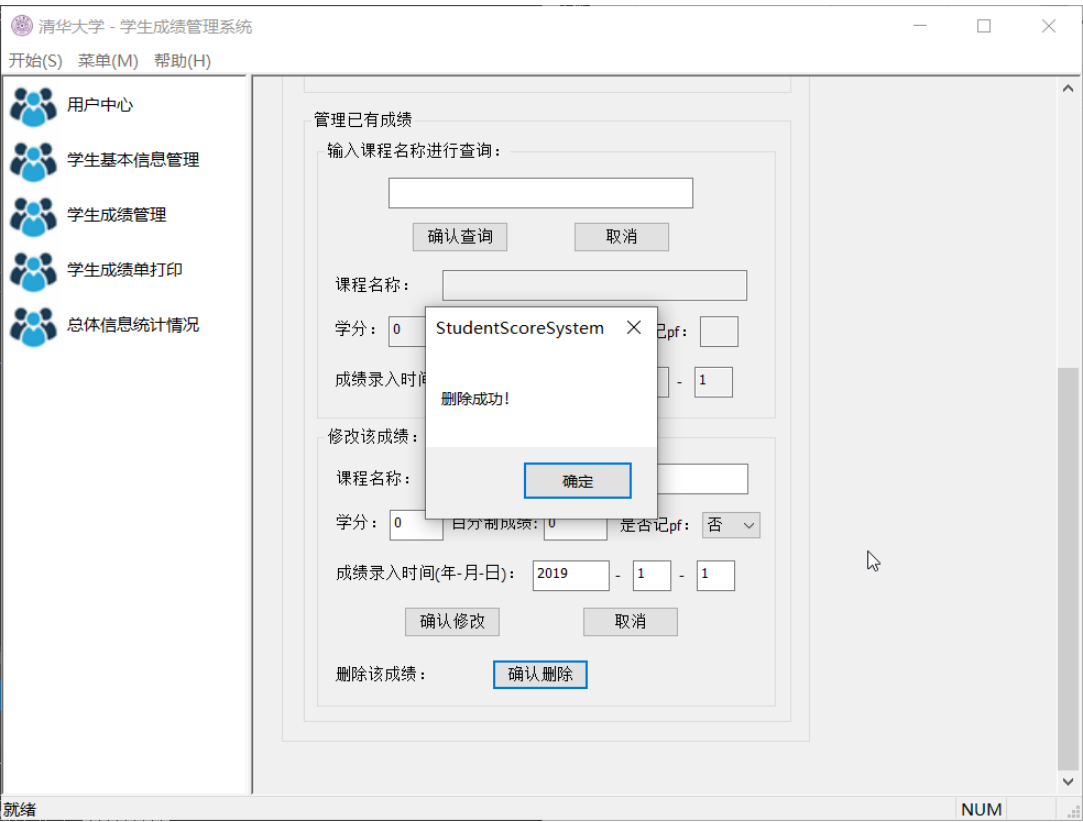 清华大学 - 学生成绩管理系统
开始(S) 菜单(M) 帮助(H)
用户中心
学生基本信息管理
学生成绩管理
学生成绩单打印
总体信息统计情况
管理已有成绩
输入课程名称进行查询：
确认查询 取消
课程名称：
学分： 0 记pf：
成绩录入时间 - 1
StudentScoreSystem
删除成功!
确定
修改该成绩：
课程名称：
学分： 0 百分制成绩: 0 是否记pf： 否
成绩录入时间(年-月-日)： 2019 - 1 - 1
确认修改 取消
删除该成绩： 确认删除
就绪 NUM